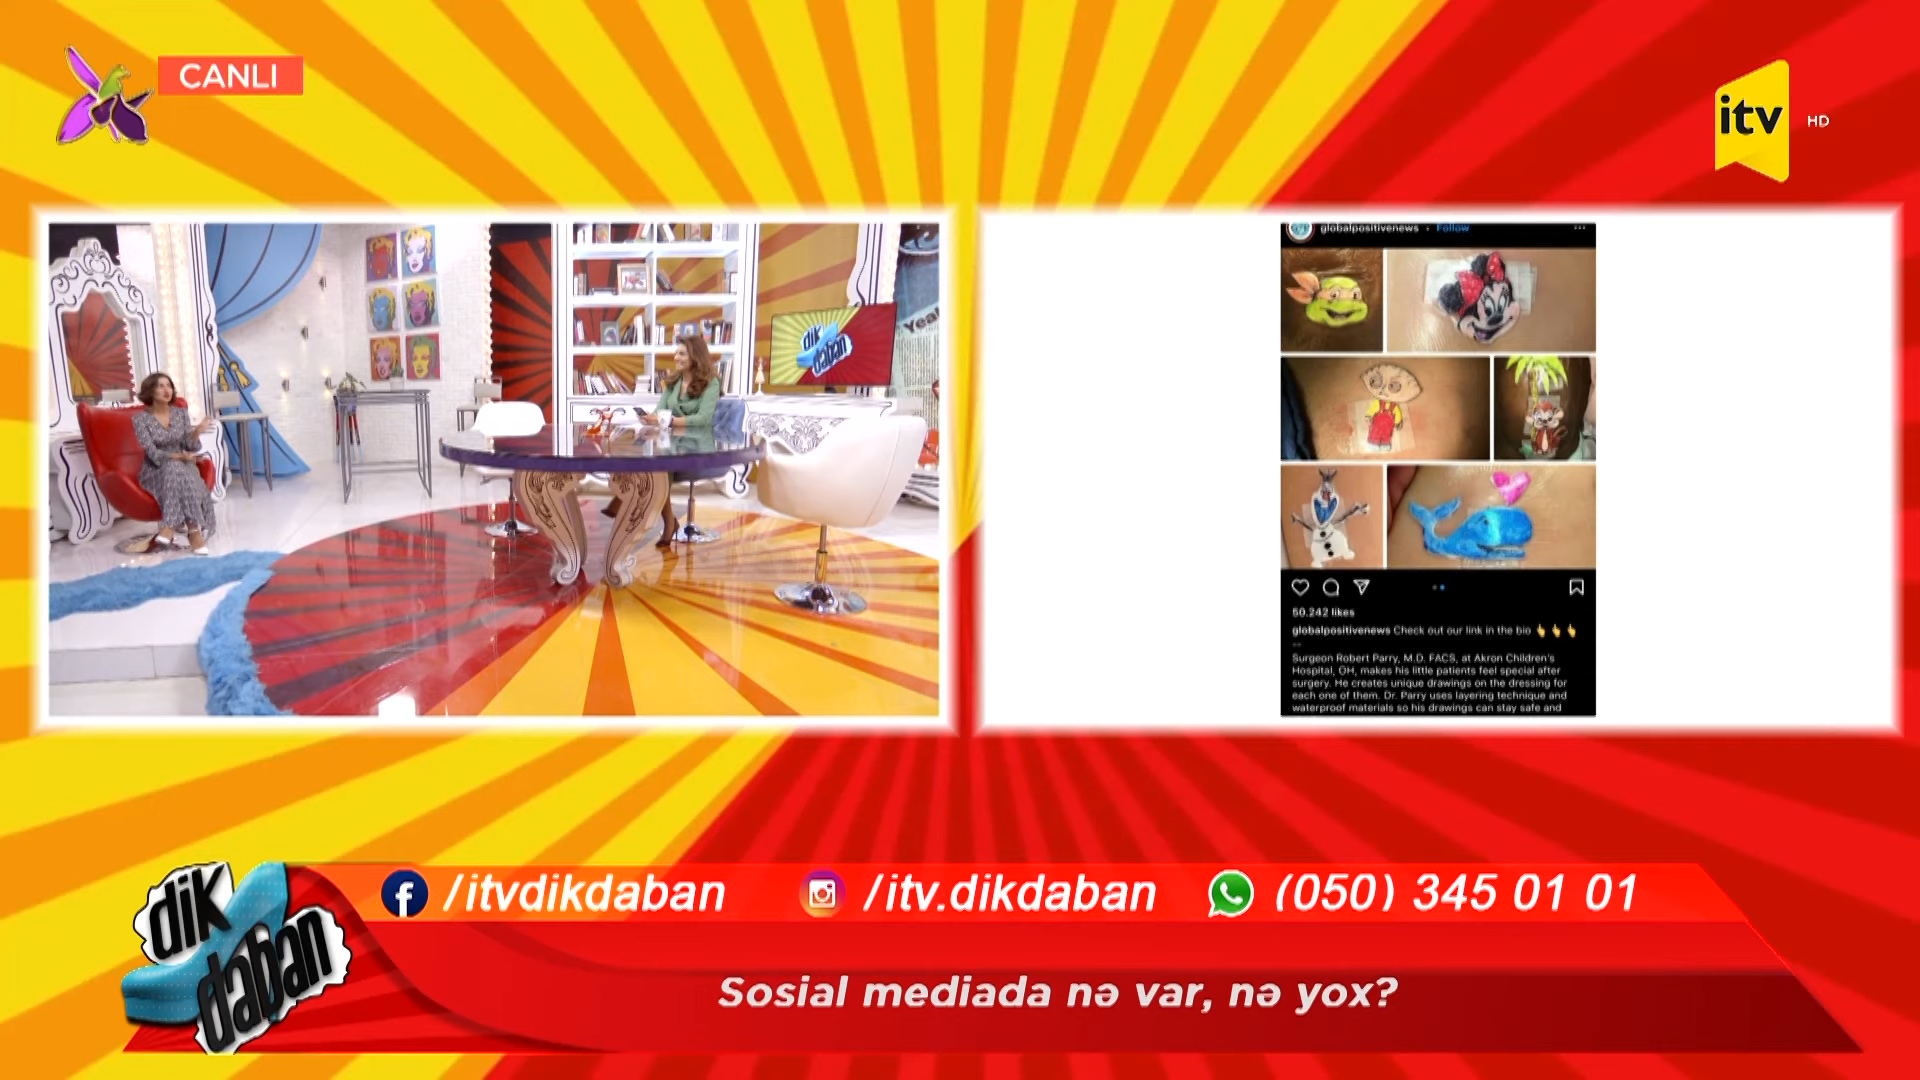 CANLI
itv
HD
dik
daban
Yeal
globalpositivenews · Follow
50.242 likes
globalpositivenews Check out our link in the bio 👆👆👆
--
Surgeon Robert Parry, M.D. FACS, at Akron Children's
Hospital, OH, makes his little patients feel special after
surgery. He creates unique drawings on the dressing for
each one of them. Dr. Parry uses layering technique and
waterproof materials so his drawings can stay safe and
dik
daban
/itvdikdaban
/itv.dikdaban
(050) 345 01 01
Sosial mediada nə var, nə yox?